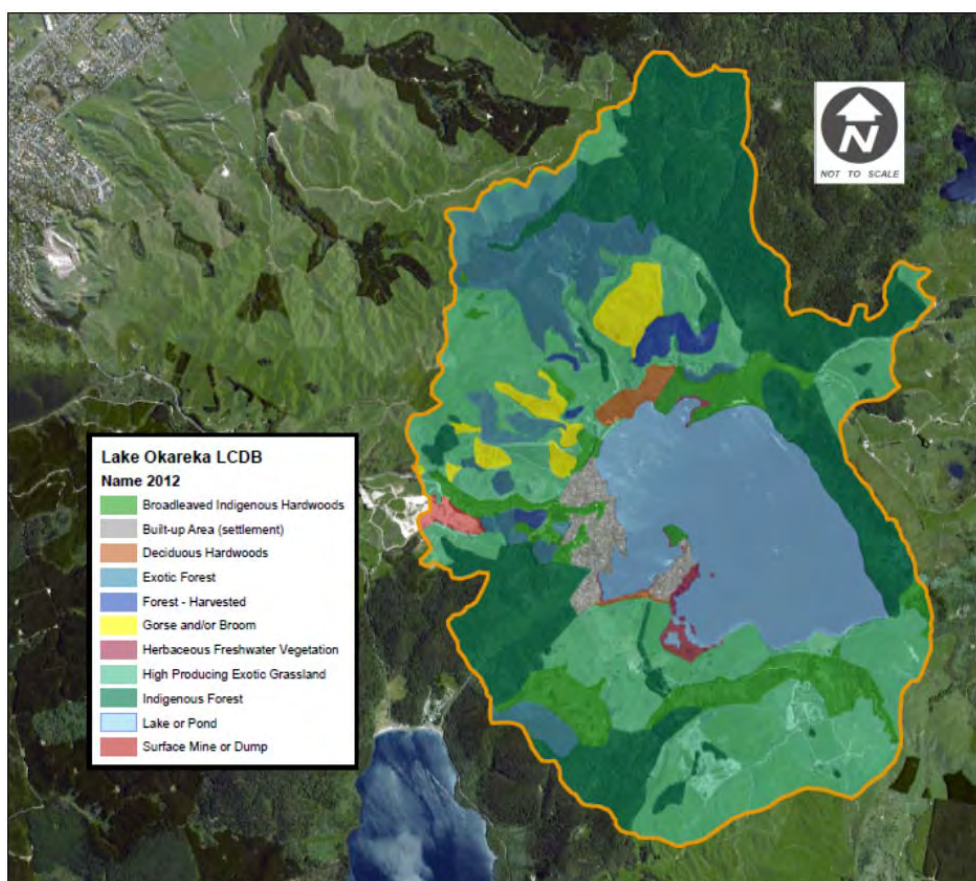 N
NOT TO SCALE
Lake Okareka LCDB
Name 2012
Broadleaved Indigenous Hardwoods
Built-up Area (settlement)
Deciduous Hardwoods
Exotic Forest
Forest - Harvested
Gorse and/or Broom
Herbaceous Freshwater Vegetation
High Producing Exotic Grassland
Indigenous Forest
Lake or Pond
Surface Mine or Dump